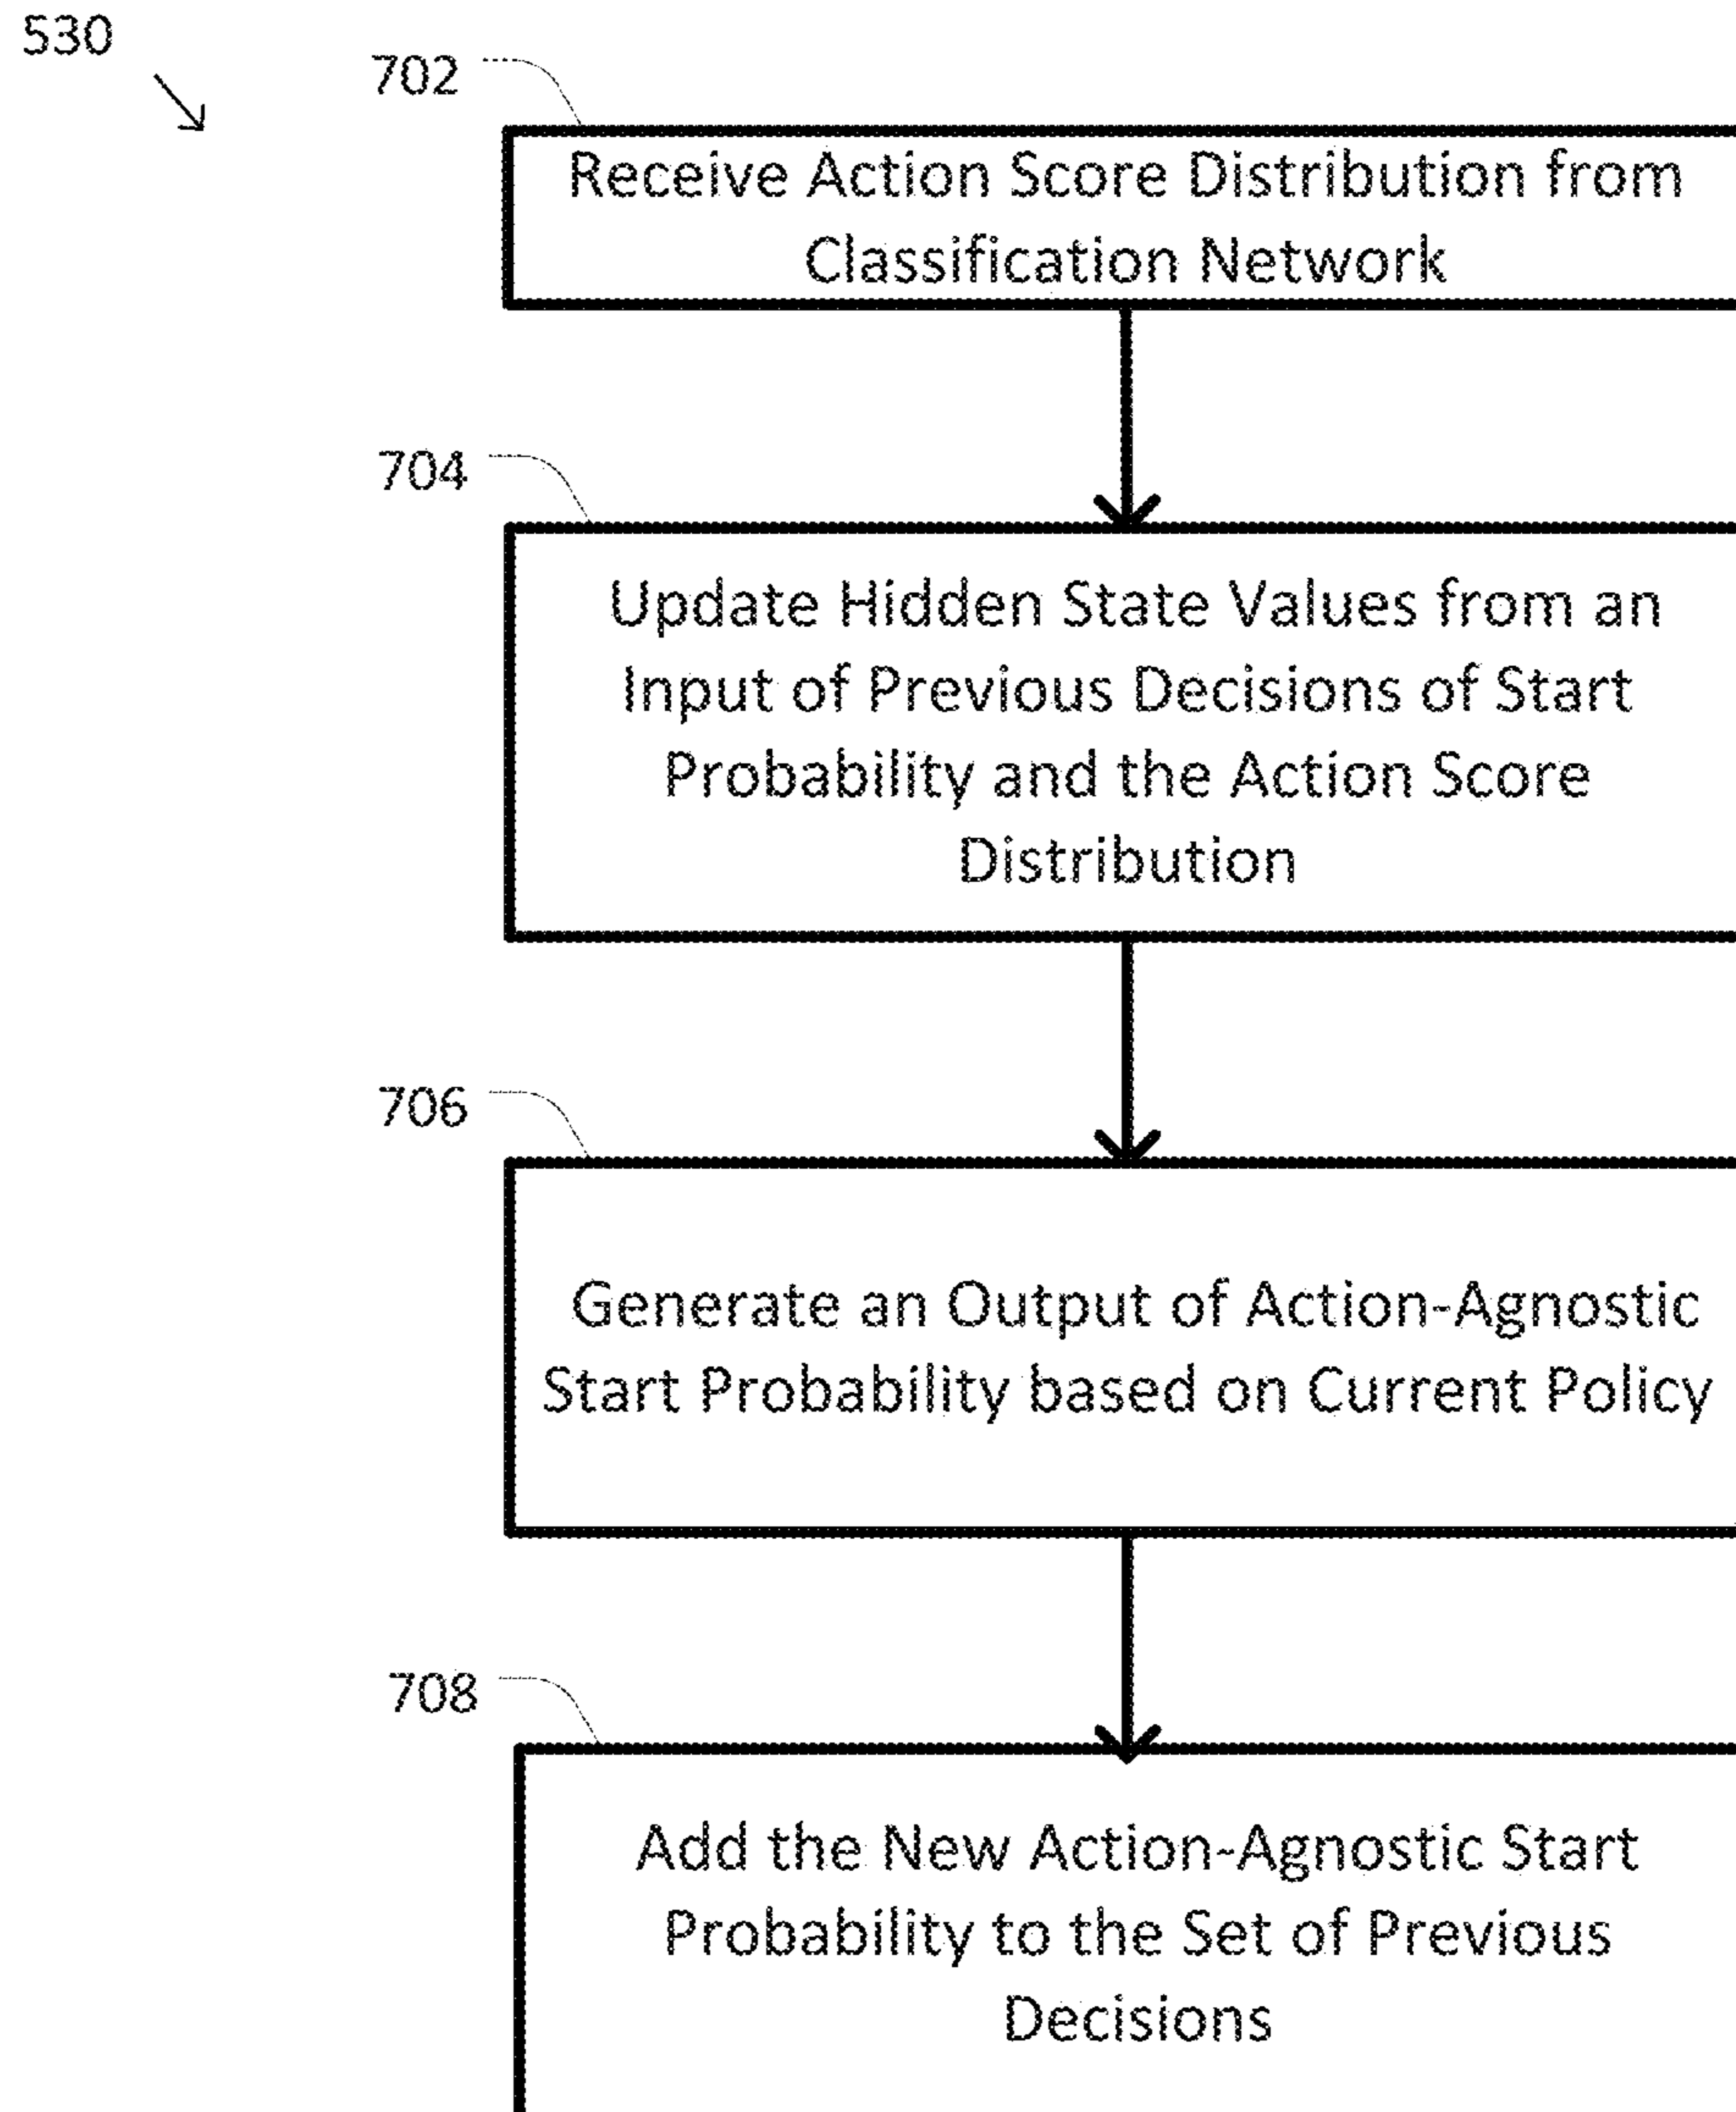 530
702
Receive Action Score Distribution from
Classification Network
704
Update Hidden State Values from an
Input of Previous Decisions of Start
Probability and the Action Score
Distribution
706
Generate an Output of Action-Agnostic
Start Probability based on Current Policy
708
Add the New Action-Agnostic Start
Probability to the Set of Previous
Decisions